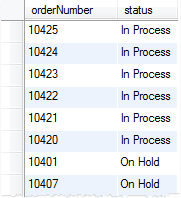 orderNumber status
10425 In Process
10424 In Process
10423 In Process
10422 In Process
10421 In Process
10420 In Process
10401 On Hold
10407 On Hold